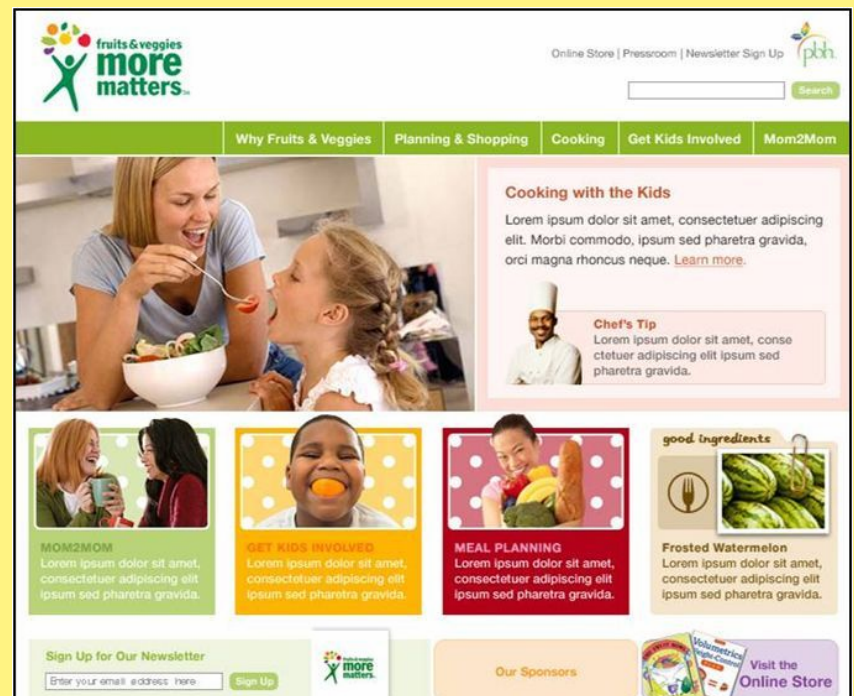 fruits & veggies
more
matters
Online Store | Pressroom | Newsletter Sign Up
pbh
Search
Why Fruits & Veggies
Planning & Shopping
Cooking
Get Kids Involved
Mom2Mom
Cooking with the Kids
Lorem ipsum dolor sit amet, consectetuer adipiscing
elit. Morbi commodo, ipsum sed pharetra gravida,
orci magna rhoncus neque. Learn more.
Chef's Tip
Lorem ipsum dolor sit amet, conse
ctetuer adipiscing elit ipsum sed
pharetra gravida.
MOM2MOM
Lorem ipsum dolor sit amet,
consectetuer adipiscing elit
ipsum sed pharetra gravida.
GET KIDS INVOLVED
Lorem ipsum dolor sit amet,
consectetuer adipiscing elit
ipsum sed pharetra gravida.
MEAL PLANNING
Lorem ipsum dolor sit amet,
consectetuer adipiscing elit
ipsum sed pharetra gravida.
good ingredients
Frosted Watermelon
Lorem ipsum dolor sit amet,
consectetuer adipiscing elit
ipsum sed pharetra gravida.
Sign Up for Our Newsletter
Enter your email address here
Sign Up
fruits & veggies
more
matters.
Our Sponsors
Volumetrics
Visit the
Online Store